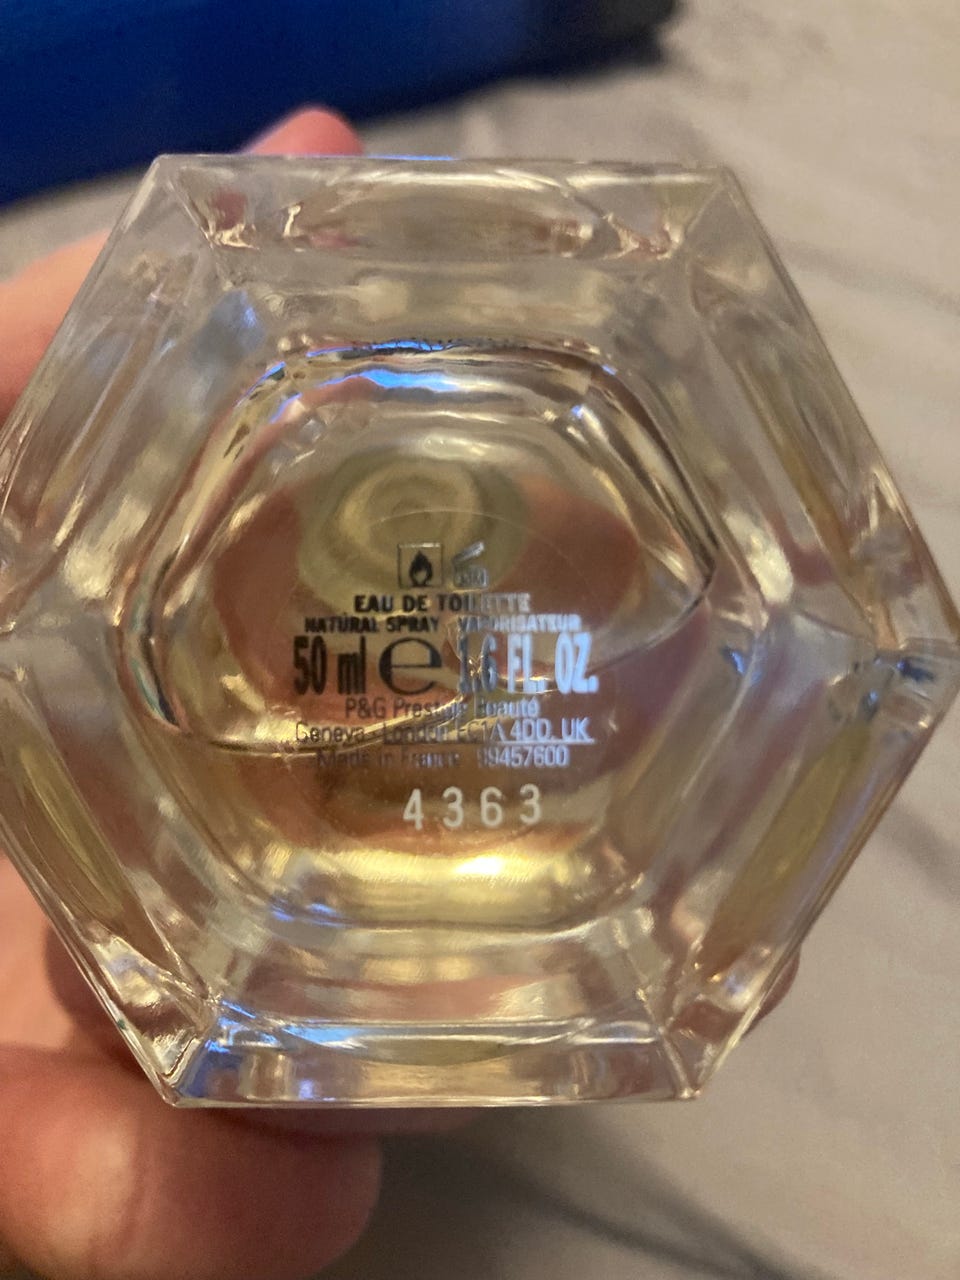 EAU DE TOILETTE
NATURAL SPRAY VAPORISATEUR
50 ml e 1.6 FL. OZ.
P&G Prestige Beauté
Geneva - London EC1A 4DD, UK
Made in France 99457600
4363